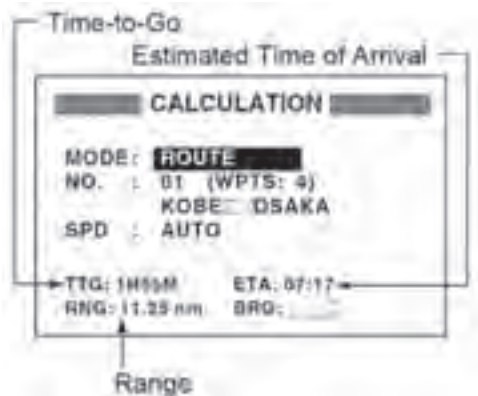 Time-to-Go
Estimated Time of Arrival
CALCULATION
MODE: ROUTE
NO. : 01 (WPTS: 4)
KOBE OSAKA
SPD : AUTO
TTG: ETA: 07:17
RNG: 11.25 nm BRG:
Range